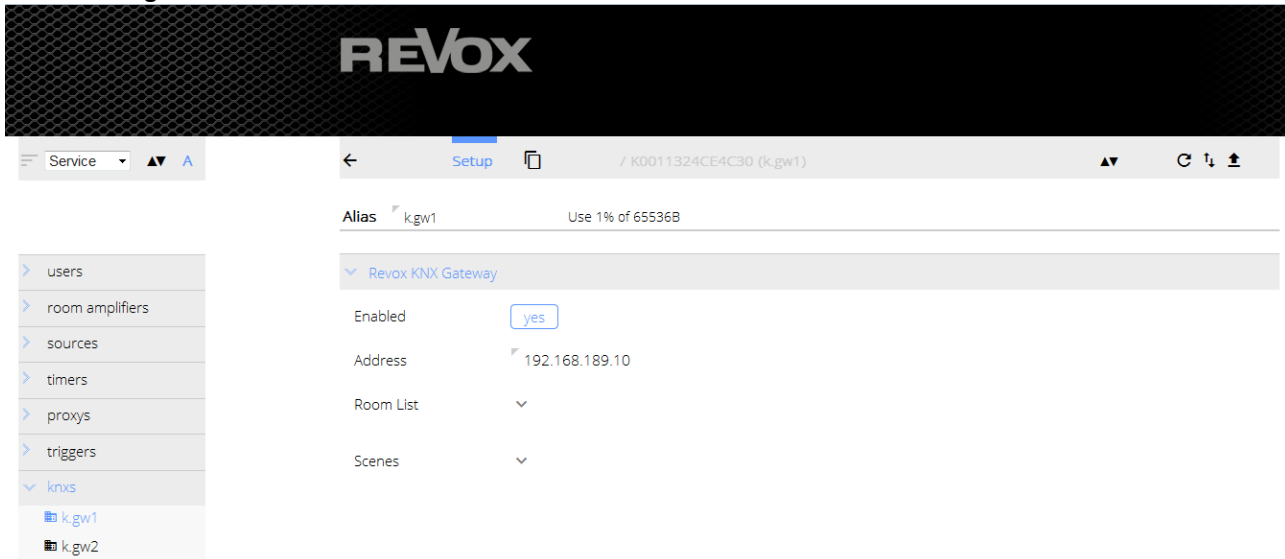 REVOX
Service A
Setup / K0011324CE4C30 (k.gw1)
Alias k.gw1 Use 1% of 65536B
users
room amplifiers
sources
timers
proxys
triggers
knxs
k.gw1
k.gw2
Revox KNX Gateway
Enabled yes
Address 192.168.189.10
Room List
Scenes